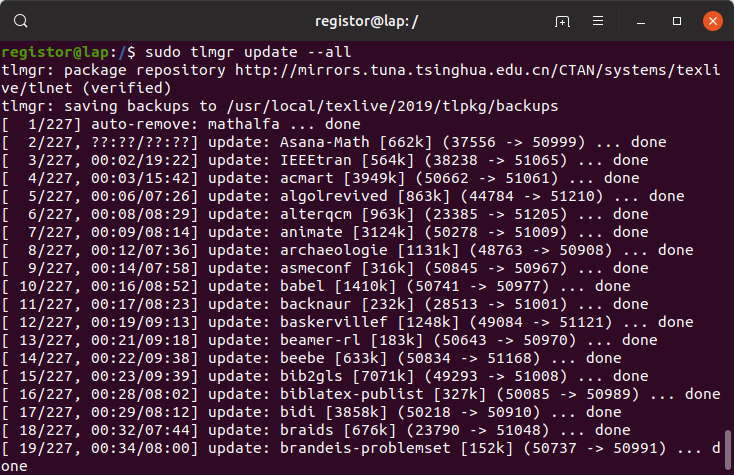 registor@lap: /
registor@lap:/$ sudo tlmgr update --all
tlmgr: package repository http://mirrors.tuna.tsinghua.edu.cn/CTAN/systems/texli
ve/tlnet (verified)
tlmgr: saving backups to /usr/local/texlive/2019/tlpkg/backups
[  1/227] auto-remove: mathalfa ... done
[  2/227, ??:??/??:??] update: Asana-Math [662k] (37556 -> 50999) ... done
[  3/227, 00:02/19:22] update: IEEEtran [564k] (38238 -> 51065) ... done
[  4/227, 00:03/15:42] update: acmart [3949k] (50662 -> 51061) ... done
[  5/227, 00:06/07:26] update: algolrevived [863k] (44784 -> 51210) ... done
[  6/227, 00:08/08:29] update: alterqcm [963k] (23385 -> 51205) ... done
[  7/227, 00:09/08:14] update: animate [3124k] (50278 -> 51009) ... done
[  8/227, 00:12/07:36] update: archaeologie [1131k] (48763 -> 50908) ... done
[  9/227, 00:14/07:58] update: asmeconf [316k] (50845 -> 50967) ... done
[ 10/227, 00:16/08:52] update: babel [1410k] (50741 -> 50977) ... done
[ 11/227, 00:17/08:23] update: backnaur [232k] (28513 -> 51001) ... done
[ 12/227, 00:19/09:13] update: baskervillef [1248k] (49084 -> 51121) ... done
[ 13/227, 00:21/09:18] update: beamer-rl [183k] (50643 -> 50970) ... done
[ 14/227, 00:22/09:38] update: beebe [633k] (50834 -> 51168) ... done
[ 15/227, 00:23/09:39] update: bib2gls [7071k] (49293 -> 51008) ... done
[ 16/227, 00:28/08:02] update: biblatex-publist [327k] (50085 -> 50989) ... done
[ 17/227, 00:29/08:12] update: bidi [3858k] (50218 -> 50910) ... done
[ 18/227, 00:32/07:44] update: braids [676k] (23790 -> 51048) ... done
[ 19/227, 00:34/08:00] update: brandeis-problemset [152k] (50737 -> 50991) ... d
one